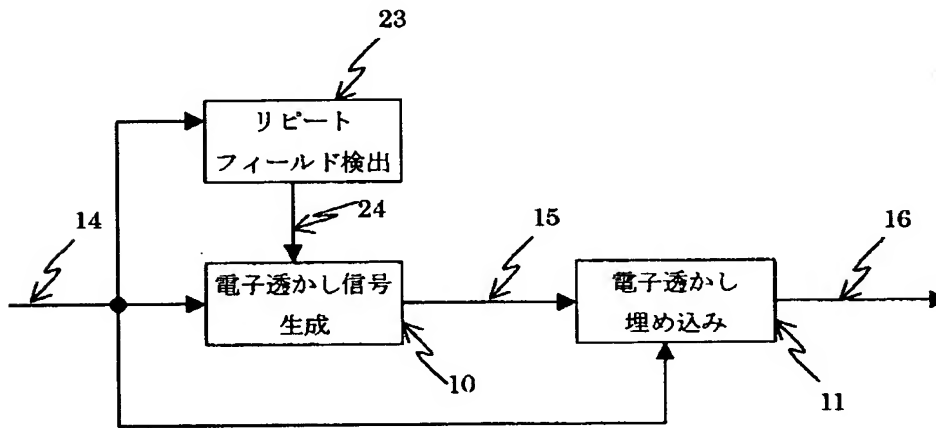 23
リピート
フィールド検出
24
14
15
16
電子透かし信号
生成
電子透かし
埋め込み
10
11